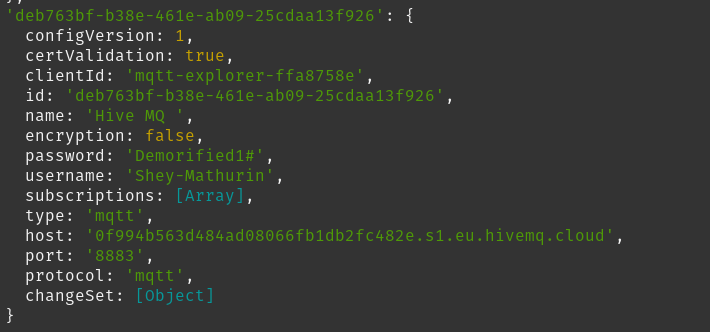 'deb763bf-b38e-461e-ab09-25cdaa13f926': {
configVersion: 1,
certValidation: true,
clientId: 'mqtt-explorer-ffa8758e',
id: 'deb763bf-b38e-461e-ab09-25cdaa13f926',
name: 'Hive MQ ',
encryption: false,
password: 'Demorified1#',
username: 'Shey-Mathurin',
subscriptions: [Array],
type: 'mqtt',
host: '0f994b563d484ad08066fb1db2fc482e.s1.eu.hivemq.cloud',
port: '8883',
protocol: 'mqtt',
changeSet: [Object]
}